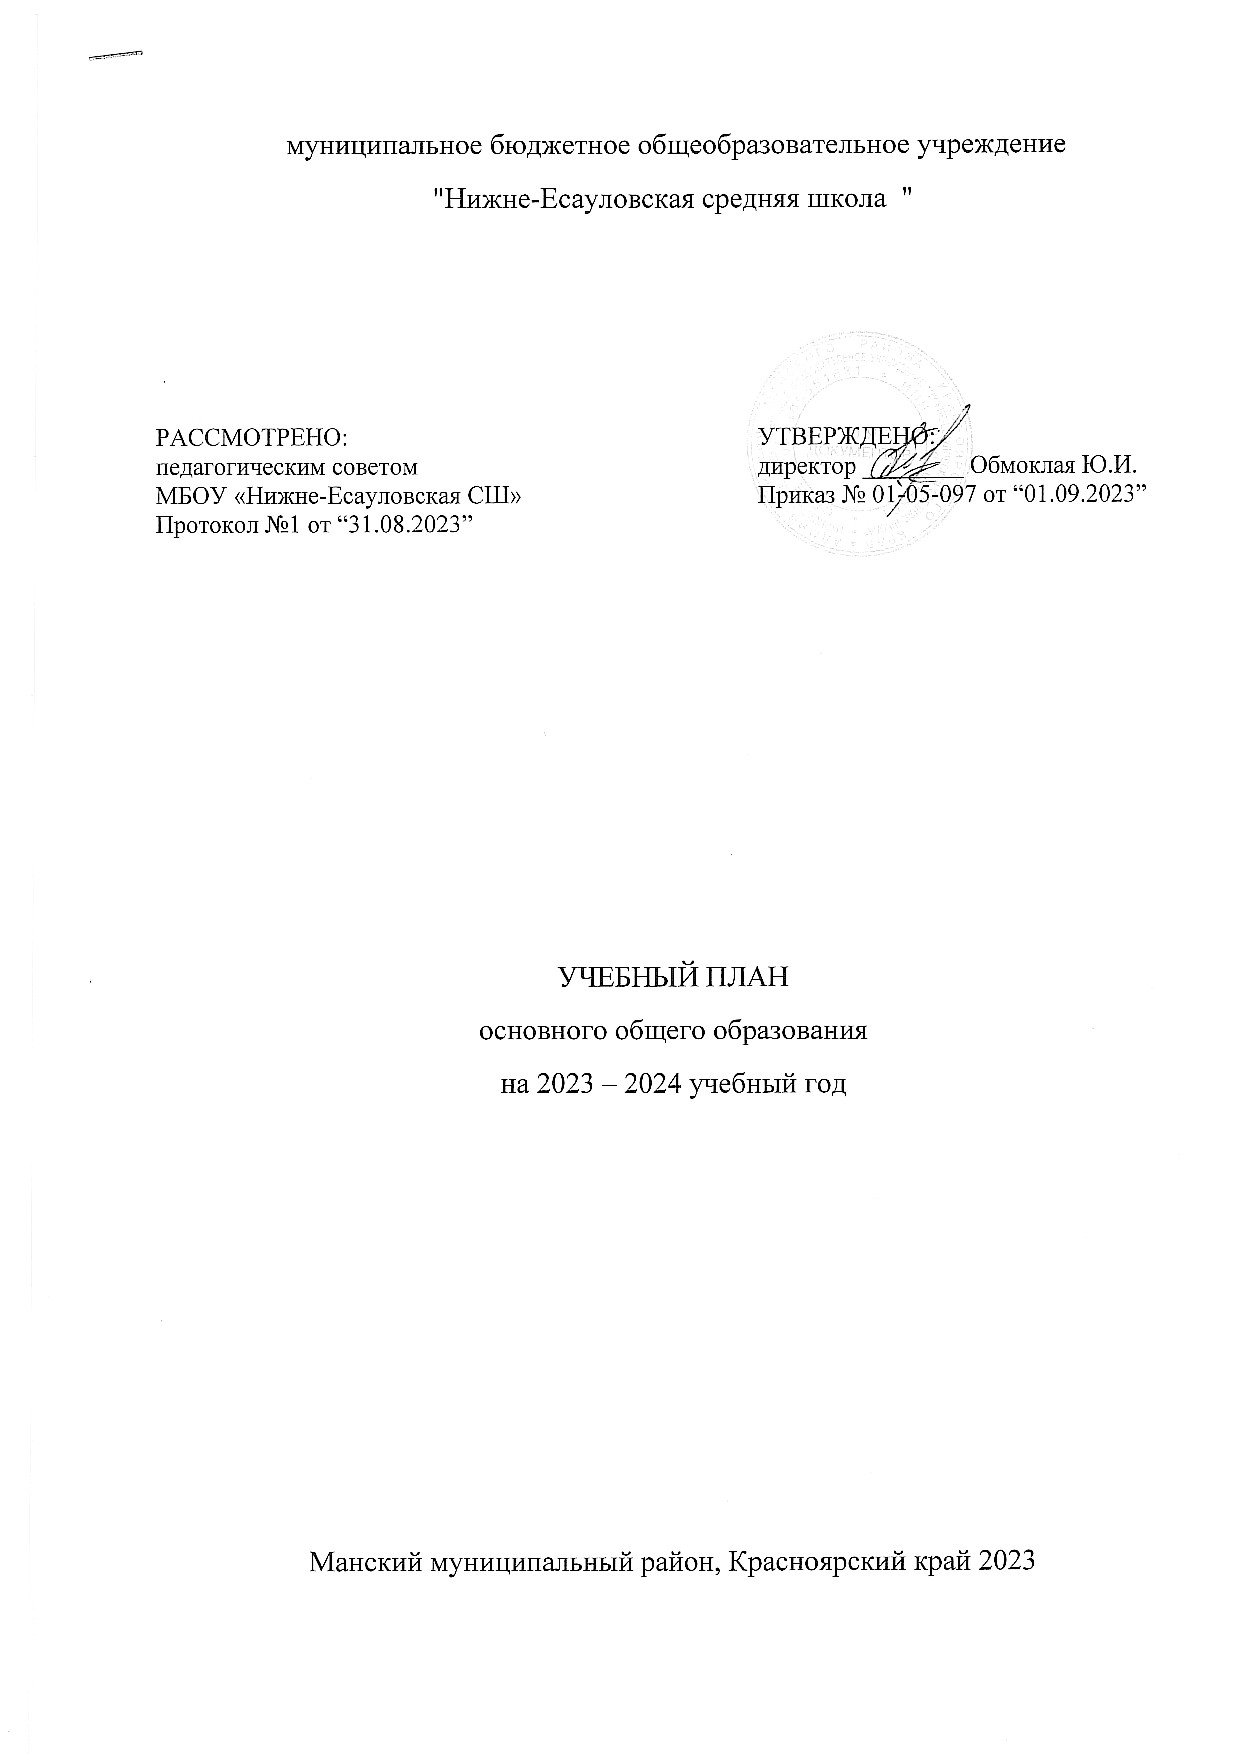 муниципальное бюджетное общеобразовательное учреждение
"Нижне-Есауловская средняя школа  "
РАССМОТРЕНО:
педагогическим советом
МБОУ «Нижне-Есауловская СШ»
Протокол №1 от “31.08.2023”
УТВЕРЖДЕНО:
директор ________ Обмоклая Ю.И.
Приказ № 01-05-097 от “01.09.2023”
УЧЕБНЫЙ ПЛАН
основного общего образования
на 2023 – 2024 учебный год
Манский муниципальный район, Красноярский край 2023